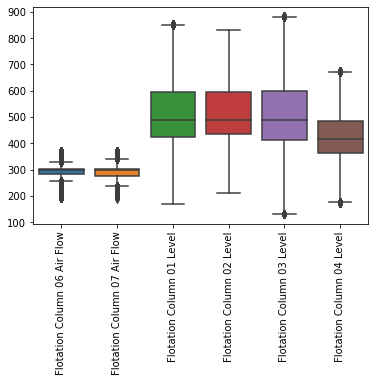 900
800
700
600
500
400
300
200
100
Flotation Column 06 Air Flow
Flotation Column 07 Air Flow
Flotation Column 01 Level
Flotation Column 02 Level
Flotation Column 03 Level
Flotation Column 04 Level